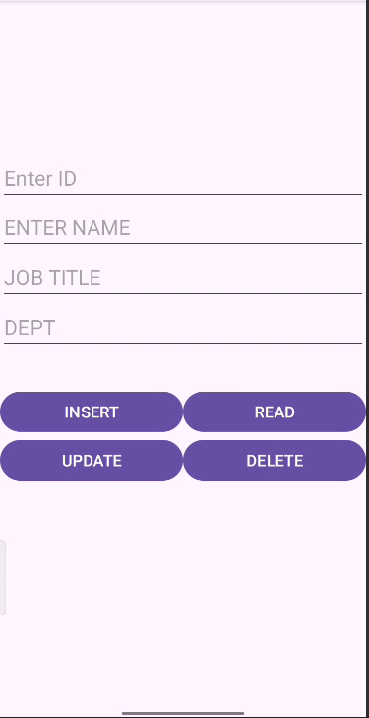 Enter ID
ENTER NAME
JOB TITLE
DEPT
INSERT READ
UPDATE DELETE